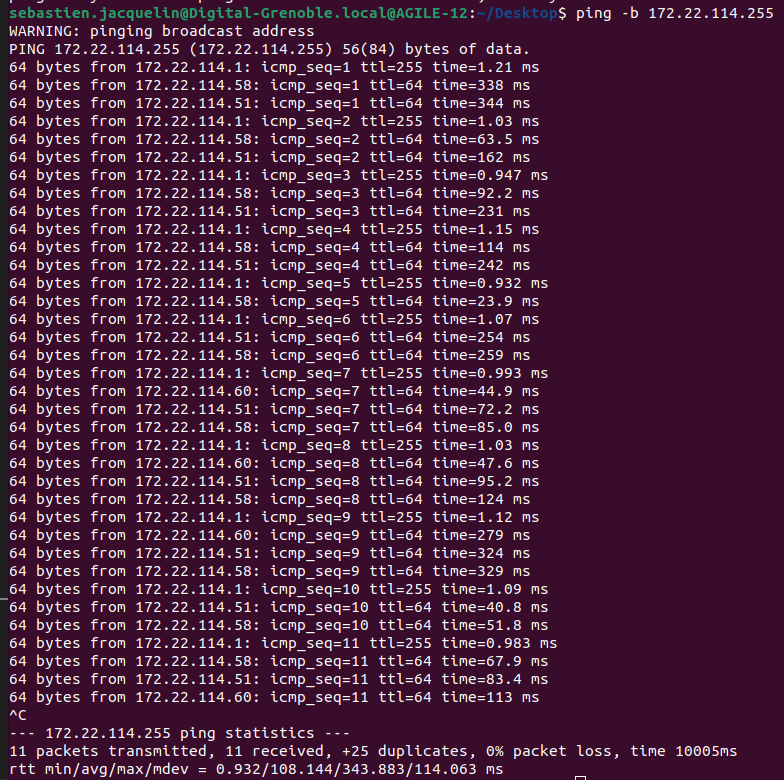 sebastien.jacquelin@Digital-Grenoble.local@AGILE-12:~/Desktop$ ping -b 172.22.114.255
WARNING: pinging broadcast address
PING 172.22.114.255 (172.22.114.255) 56(84) bytes of data.
64 bytes from 172.22.114.1: icmp_seq=1 ttl=255 time=1.21 ms
64 bytes from 172.22.114.58: icmp_seq=1 ttl=64 time=338 ms
64 bytes from 172.22.114.51: icmp_seq=1 ttl=64 time=344 ms
64 bytes from 172.22.114.1: icmp_seq=2 ttl=255 time=1.03 ms
64 bytes from 172.22.114.58: icmp_seq=2 ttl=64 time=63.5 ms
64 bytes from 172.22.114.51: icmp_seq=2 ttl=64 time=162 ms
64 bytes from 172.22.114.1: icmp_seq=3 ttl=255 time=0.947 ms
64 bytes from 172.22.114.58: icmp_seq=3 ttl=64 time=92.2 ms
64 bytes from 172.22.114.51: icmp_seq=3 ttl=64 time=231 ms
64 bytes from 172.22.114.1: icmp_seq=4 ttl=255 time=1.15 ms
64 bytes from 172.22.114.58: icmp_seq=4 ttl=64 time=114 ms
64 bytes from 172.22.114.51: icmp_seq=4 ttl=64 time=242 ms
64 bytes from 172.22.114.1: icmp_seq=5 ttl=255 time=0.932 ms
64 bytes from 172.22.114.58: icmp_seq=5 ttl=64 time=23.9 ms
64 bytes from 172.22.114.1: icmp_seq=6 ttl=255 time=1.07 ms
64 bytes from 172.22.114.51: icmp_seq=6 ttl=64 time=254 ms
64 bytes from 172.22.114.58: icmp_seq=6 ttl=64 time=259 ms
64 bytes from 172.22.114.1: icmp_seq=7 ttl=255 time=0.993 ms
64 bytes from 172.22.114.60: icmp_seq=7 ttl=64 time=44.9 ms
64 bytes from 172.22.114.51: icmp_seq=7 ttl=64 time=72.2 ms
64 bytes from 172.22.114.58: icmp_seq=7 ttl=64 time=85.0 ms
64 bytes from 172.22.114.1: icmp_seq=8 ttl=255 time=1.03 ms
64 bytes from 172.22.114.60: icmp_seq=8 ttl=64 time=47.6 ms
64 bytes from 172.22.114.51: icmp_seq=8 ttl=64 time=95.2 ms
64 bytes from 172.22.114.58: icmp_seq=8 ttl=64 time=124 ms
64 bytes from 172.22.114.1: icmp_seq=9 ttl=255 time=1.12 ms
64 bytes from 172.22.114.60: icmp_seq=9 ttl=64 time=279 ms
64 bytes from 172.22.114.51: icmp_seq=9 ttl=64 time=324 ms
64 bytes from 172.22.114.58: icmp_seq=9 ttl=64 time=329 ms
64 bytes from 172.22.114.1: icmp_seq=10 ttl=255 time=1.09 ms
64 bytes from 172.22.114.51: icmp_seq=10 ttl=64 time=40.8 ms
64 bytes from 172.22.114.58: icmp_seq=10 ttl=64 time=51.8 ms
64 bytes from 172.22.114.1: icmp_seq=11 ttl=255 time=0.983 ms
64 bytes from 172.22.114.58: icmp_seq=11 ttl=64 time=67.9 ms
64 bytes from 172.22.114.51: icmp_seq=11 ttl=64 time=83.4 ms
64 bytes from 172.22.114.60: icmp_seq=11 ttl=64 time=113 ms
^C
--- 172.22.114.255 ping statistics ---
11 packets transmitted, 11 received, +25 duplicates, 0% packet loss, time 10005ms
rtt min/avg/max/mdev = 0.932/108.144/343.883/114.063 ms